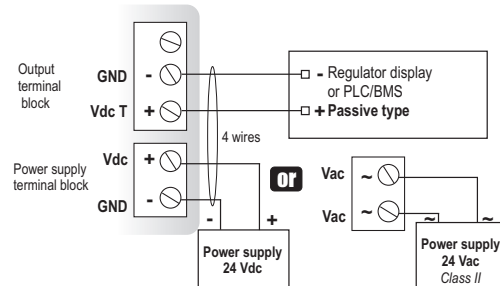 Output
terminal
block
GND
-
Vdc T
+
- Regulator display
or PLC/BMS
+ Passive type
4 wires
Power supply
terminal block
Vdc
+
GND
-
- +
Power supply
24 Vdc
or
Vac
~
Vac
~
~ ~
Power supply
24 Vac
Class II